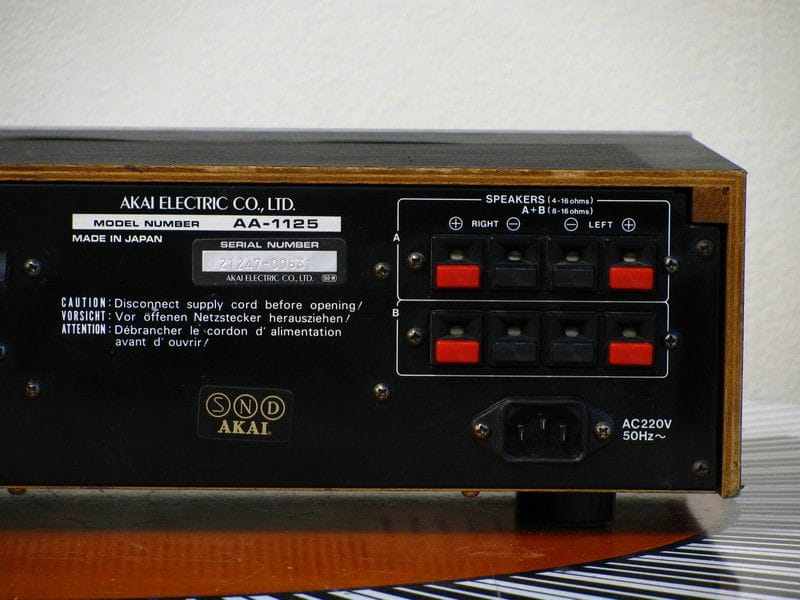 AKAI ELECTRIC CO., LTD.
MODEL NUMBER AA-1125
MADE IN JAPAN
SERIAL NUMBER
21247-00631
AKAI ELECTRIC CO., LTD.
CAUTION: Disconnect supply cord before opening!
VORSICHT: Vor öffenen Netzstecker herausziehen!
ATTENTION: Débrancher le cordon d' alimentation
avant d' ouvrir!
SND
AKAI
SPEAKERS (4-16 ohms)
A+B (8-16 ohms)
⊕ RIGHT ⊖ ⊖ LEFT ⊕
A
B
AC220V
50Hz~